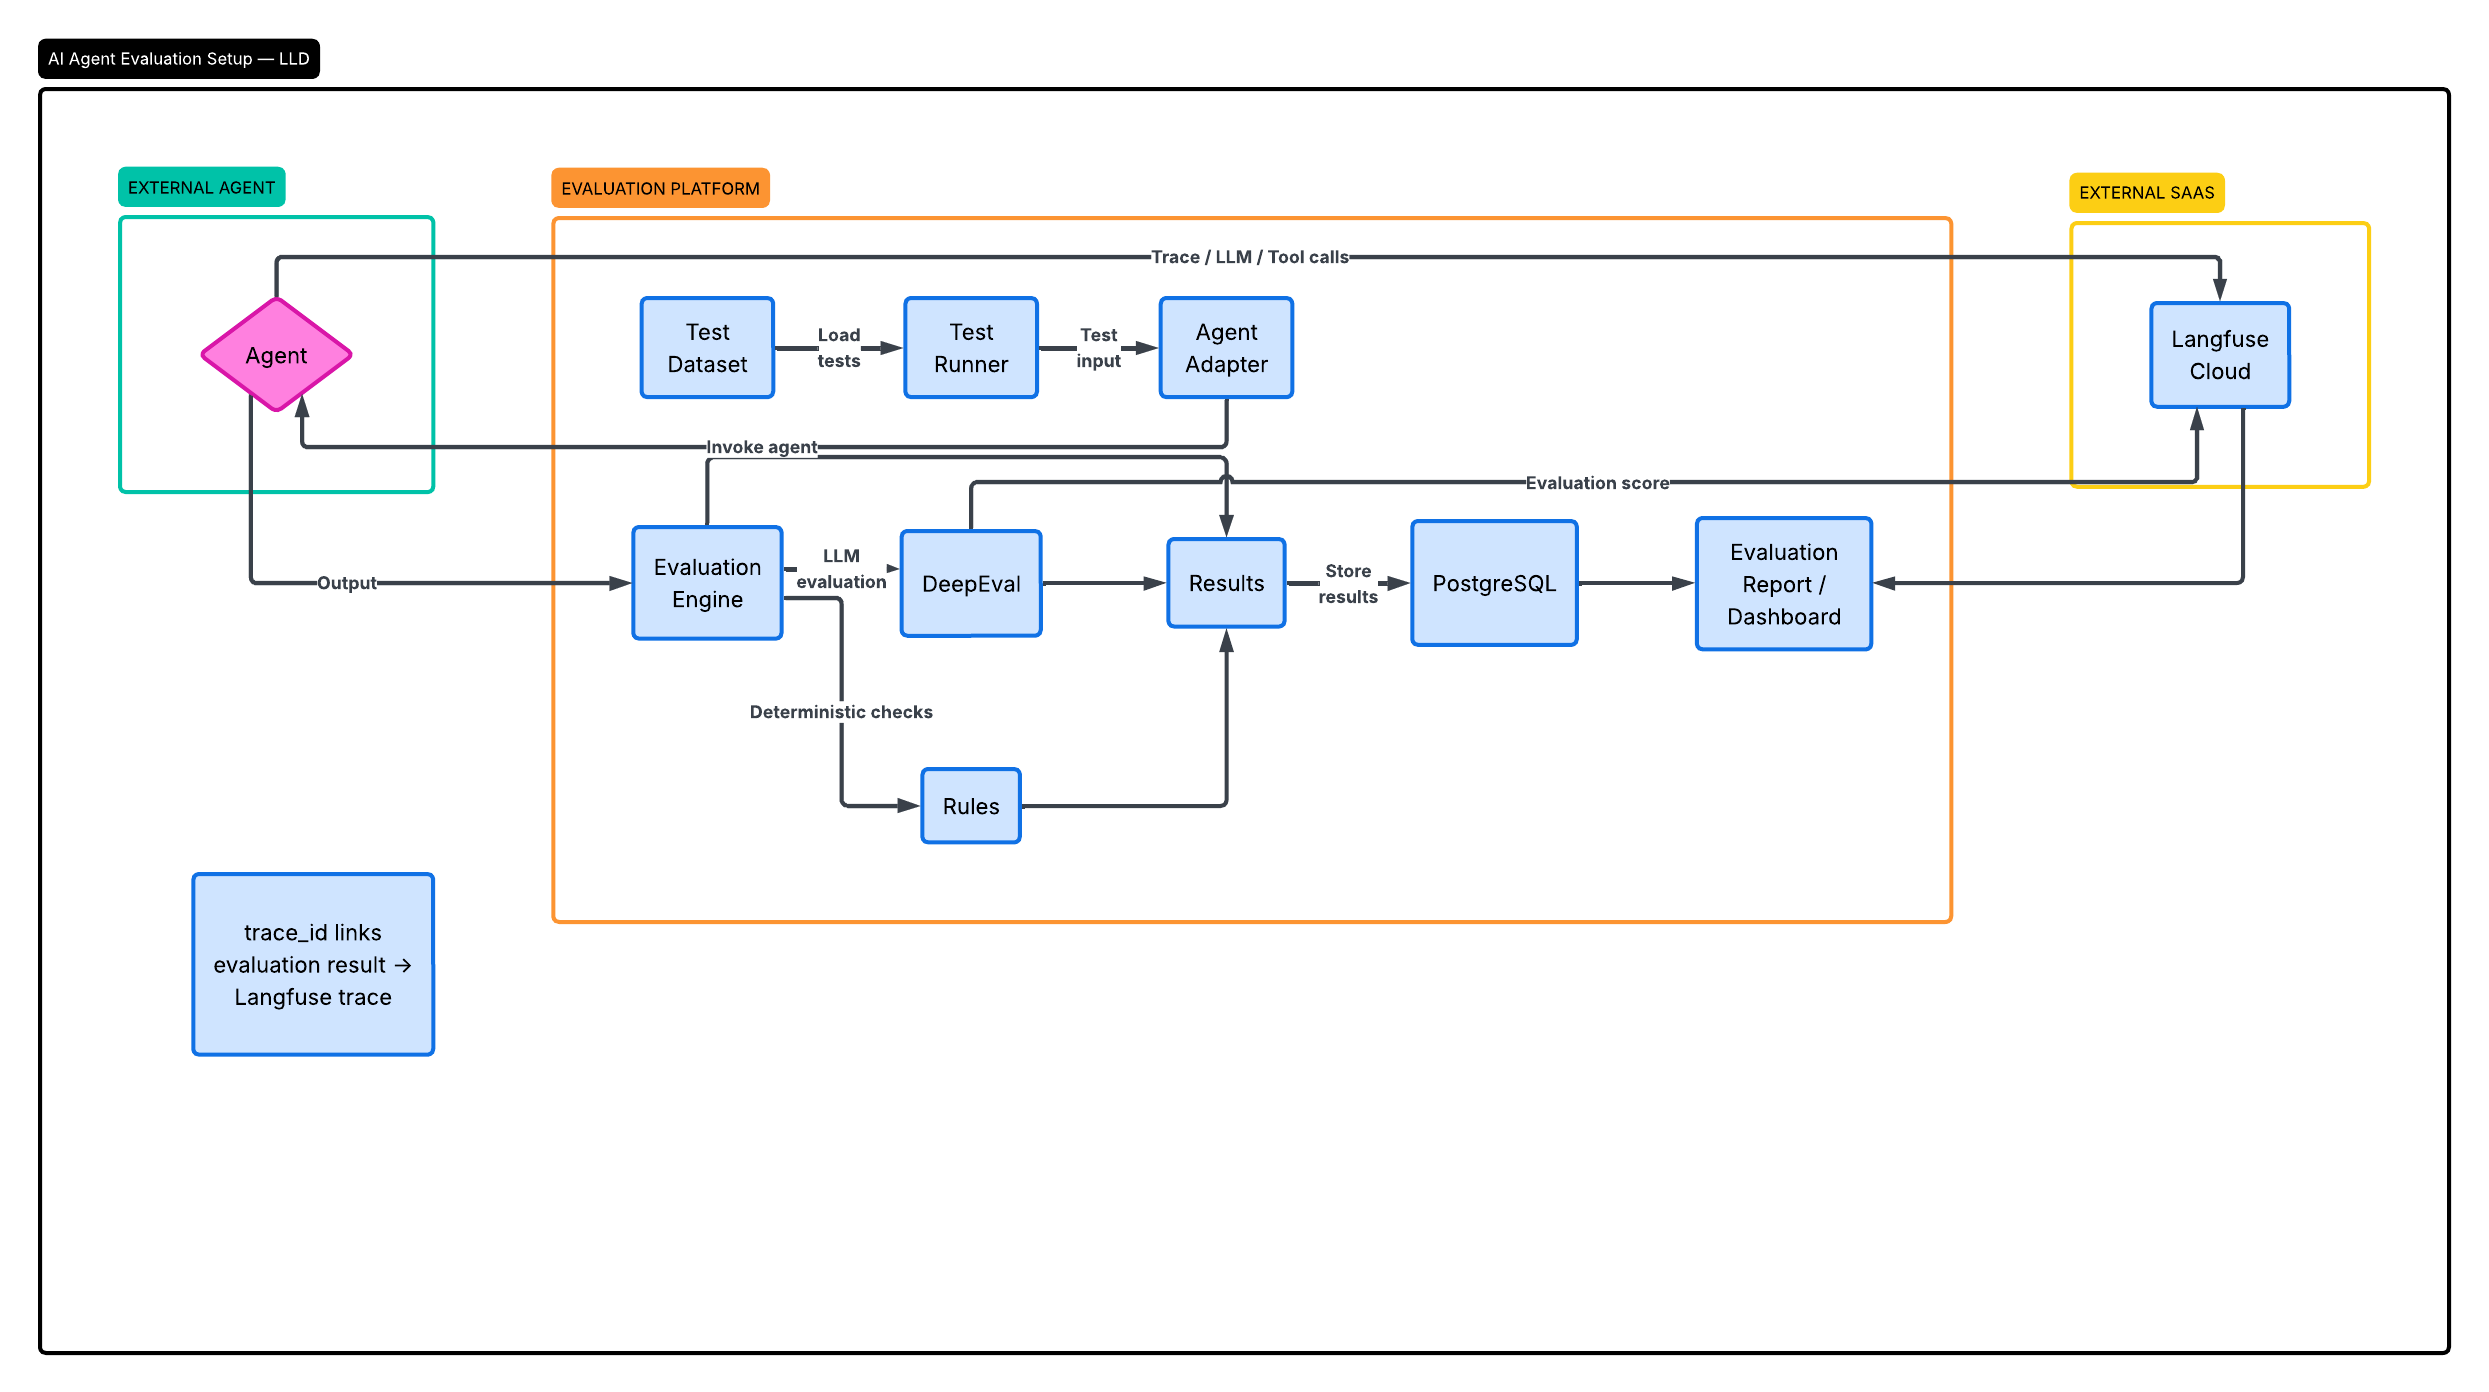 AI Agent Evaluation Setup — LLD
EXTERNAL AGENT
EVALUATION PLATFORM
EXTERNAL SAAS
Trace / LLM / Tool calls
Agent
Test
Dataset
Load
tests
Test
Runner
Test
input
Agent
Adapter
Langfuse
Cloud
Invoke agent
Evaluation score
Output
Evaluation
Engine
LLM
evaluation
DeepEval
Results
Store
results
PostgreSQL
Evaluation
Report /
Dashboard
Deterministic checks
Rules
trace_id links
evaluation result →
Langfuse trace